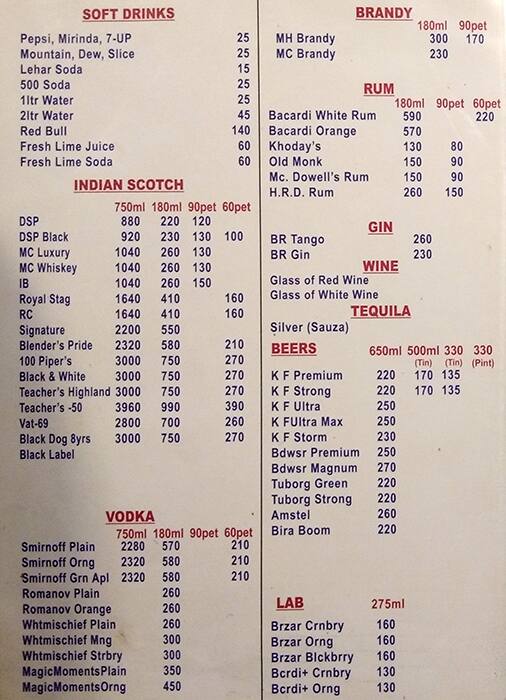 SOFT DRINKS
Pepsi, Mirinda, 7-UP 25
Mountain, Dew, Slice 25
Lehar Soda 15
500 Soda 25
1ltr Water 25
2ltr Water 45
Red Bull 140
Fresh Lime Juice 60
Fresh Lime Soda 60
INDIAN SCOTCH
750ml 180ml 90pet 60pet
DSP 880 220 120
DSP Black 920 230 130 100
MC Luxury 1040 260 130
MC Whiskey 1040 260 130
IB 1040 260 150
Royal Stag 1640 410 160
RC 1640 410 160
Signature 2200 550
Blender's Pride 2320 580 210
100 Piper's 3000 750 270
Black & White 3000 750 270
Teacher's Highland 3000 750 270
Teacher's -50 3960 990 390
Vat-69 2800 700 260
Black Dog 8yrs 3000 750 270
Black Label
VODKA
750ml 180ml 90pet 60pet
Smirnoff Plain 2280 570 210
Smirnoff Orng 2320 580 210
Smirnoff Grn Apl 2320 580 210
Romanov Plain 260
Romanov Orange 260
Whtmischief Plain 260
Whtmischief Mng 300
Whtmischief Strbry 300
MagicMomentsPlain 350
MagicMomentsOrng 450
BRANDY
180ml 90pet
MH Brandy 300 170
MC Brandy 230
RUM
180ml 90pet 60pet
Bacardi White Rum 590 220
Bacardi Orange 570
Khoday's 130 80
Old Monk 150 90
Mc. Dowell's Rum 150 90
H.R.D. Rum 260 150
GIN
BR Tango 260
BR Gin 230
WINE
Glass of Red Wine
Glass of White Wine
TEQUILA
Silver (Sauza)
BEERS 650ml 500ml 330 330
(Tin) (Tin) (Pint)
K F Premium 220 170 135
K F Strong 220 170 135
K F Ultra 250
K FUltra Max 250
K F Storm 230
Bdwsr Premium 250
Bdwsr Magnum 270
Tuborg Green 220
Tuborg Strong 220
Amstel 260
Bira Boom 220
LAB 275ml
Brzar Crnbry 160
Brzar Orng 160
Brzar Blckbrry 160
Bcrdi+ Crnbry 130
Bcrdi+ Orng 130